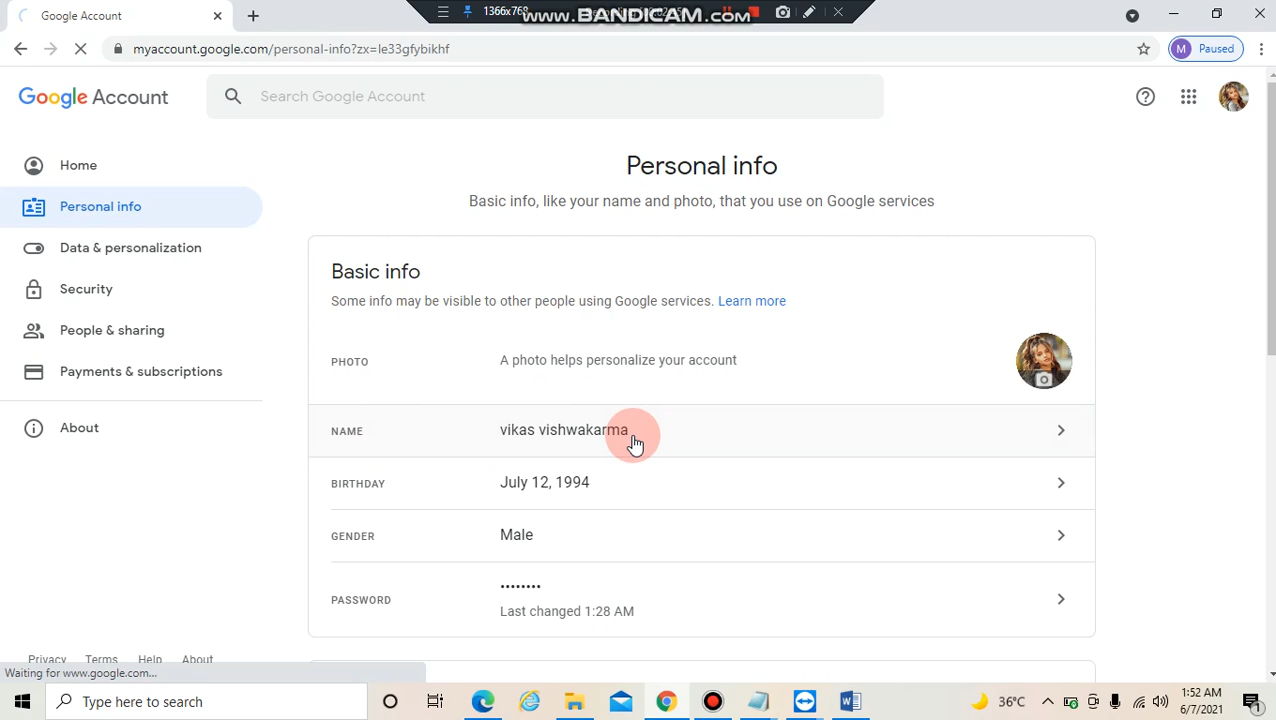 Google Account
1366x768
www.BANDICAM.com
myaccount.google.com/personal-info?zx=le33gfybikhf
M Paused
Google Account
Search Google Account
Home
Personal info
Data & personalization
Security
People & sharing
Payments & subscriptions
About
Personal info
Basic info, like your name and photo, that you use on Google services
Basic info
Some info may be visible to other people using Google services. Learn more
PHOTO
A photo helps personalize your account
NAME
vikas vishwakarma
BIRTHDAY
July 12, 1994
GENDER
Male
PASSWORD
••••••••
Last changed 1:28 AM
Privacy Terms Help About
Waiting for www.google.com...
Type here to search
36°C
1:52 AM
6/7/2021